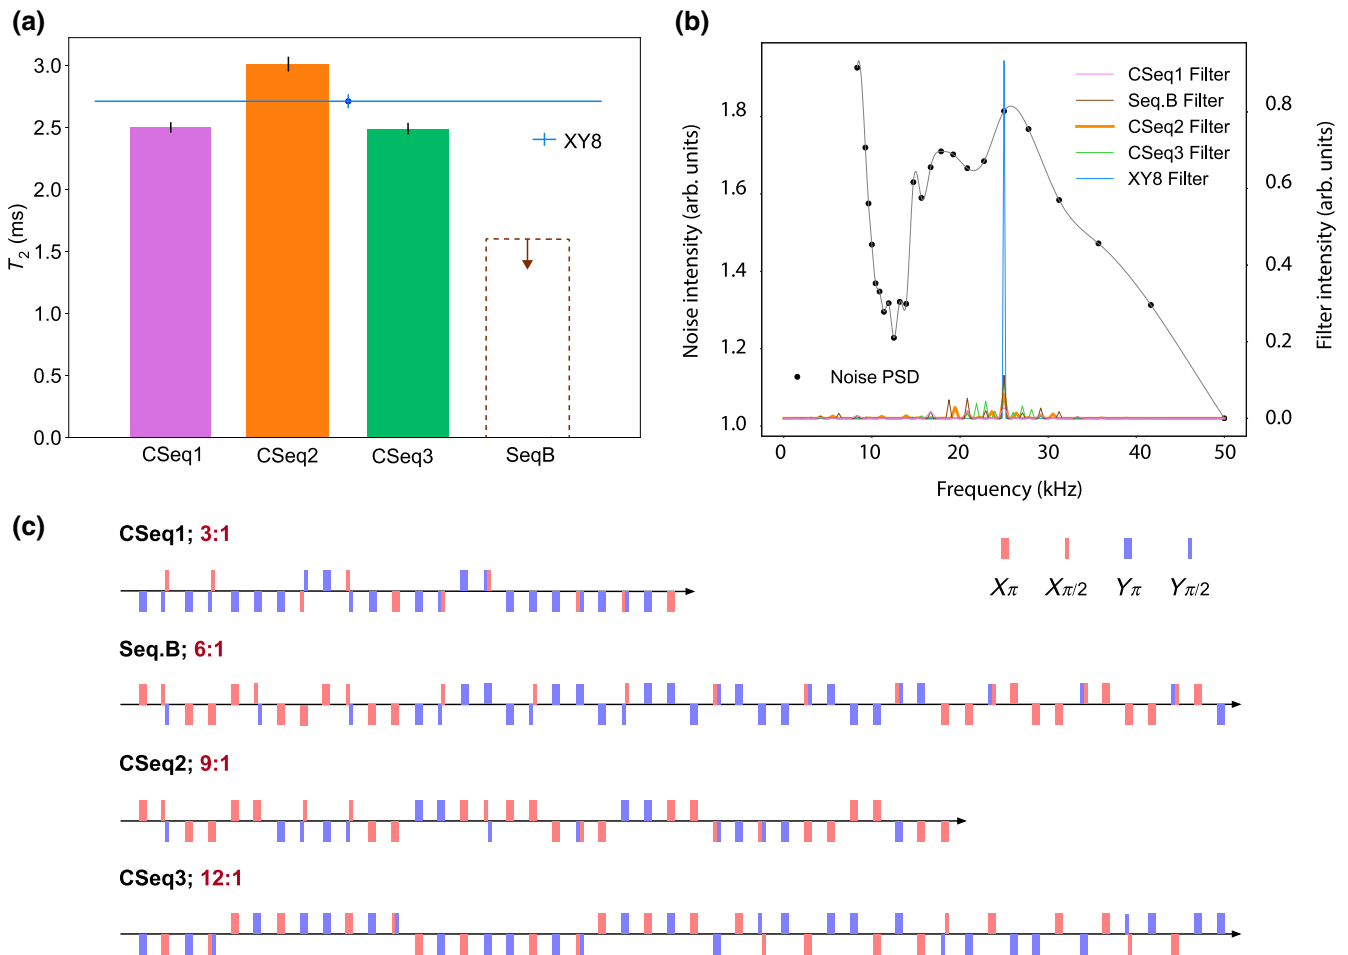 (a)
3.0
2.5
2.0
1.5
1.0
0.5
0.0
T2 (ms)
XY8
CSeq1
CSeq2
CSeq3
SeqB
(b)
1.8
1.6
1.4
1.2
1.0
Noise intensity (arb. units)
CSeq1 Filter
Seq.B Filter
CSeq2 Filter
CSeq3 Filter
XY8 Filter
Noise PSD
0.8
0.6
0.4
0.2
0.0
Filter intensity (arb. units)
0 10 20 30 40 50
Frequency (kHz)
(c)
CSeq1; 3:1
Xπ Xπ/2 Yπ Yπ/2
Seq.B; 6:1
CSeq2; 9:1
CSeq3; 12:1